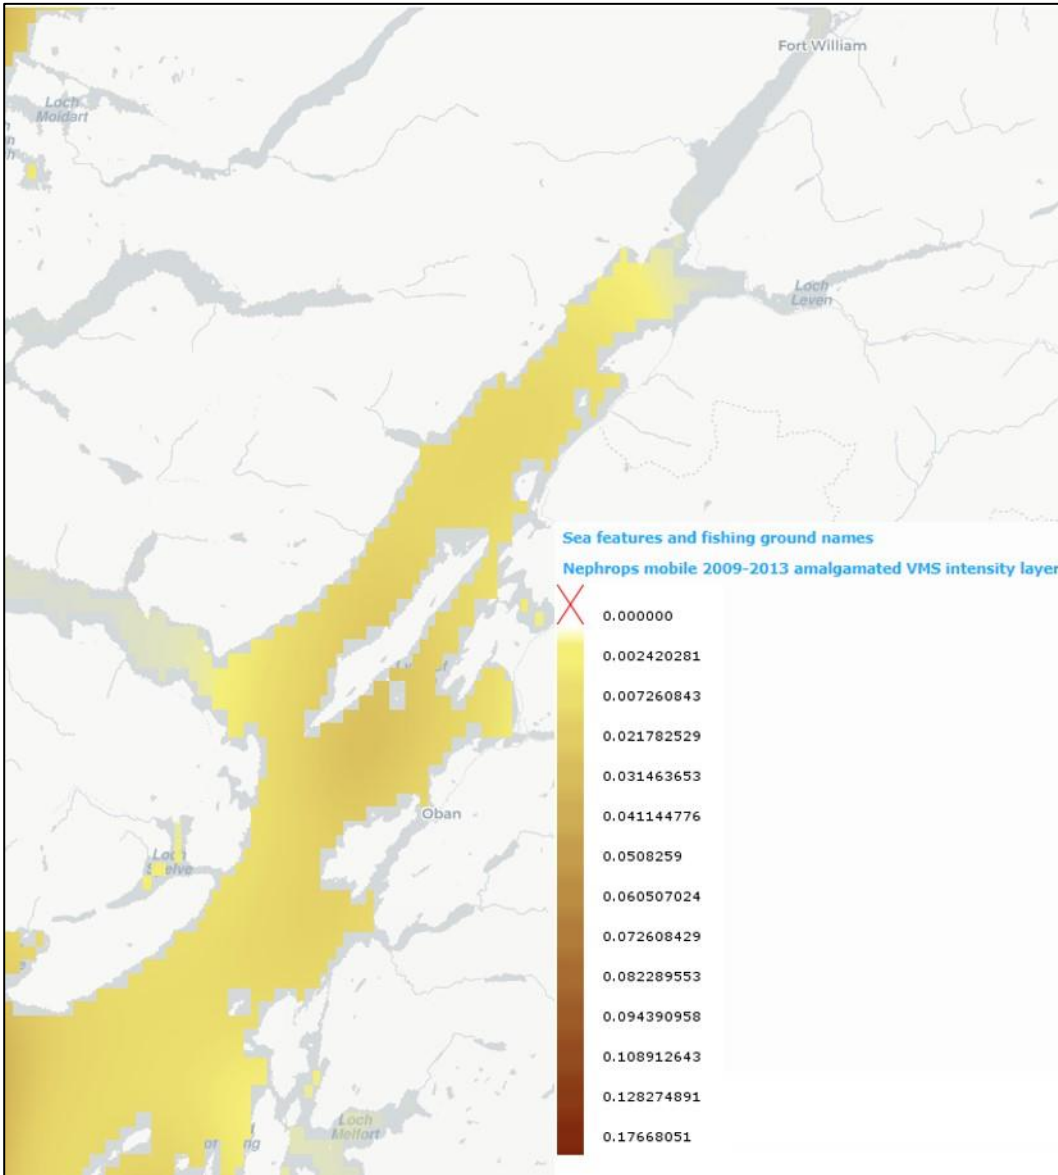 Fort William
Loch
Moidart
Loch
Leven
Sea features and fishing ground names
Nephrops mobile 2009-2013 amalgamated VMS intensity layer
0.000000
0.002420281
0.007260843
0.021782529
0.031463653
0.041144776
0.0508259
0.060507024
0.072608429
0.082289553
0.094390958
0.108912643
0.128274891
0.17668051
Oban
Loch
Spelve
Loch
Melfort